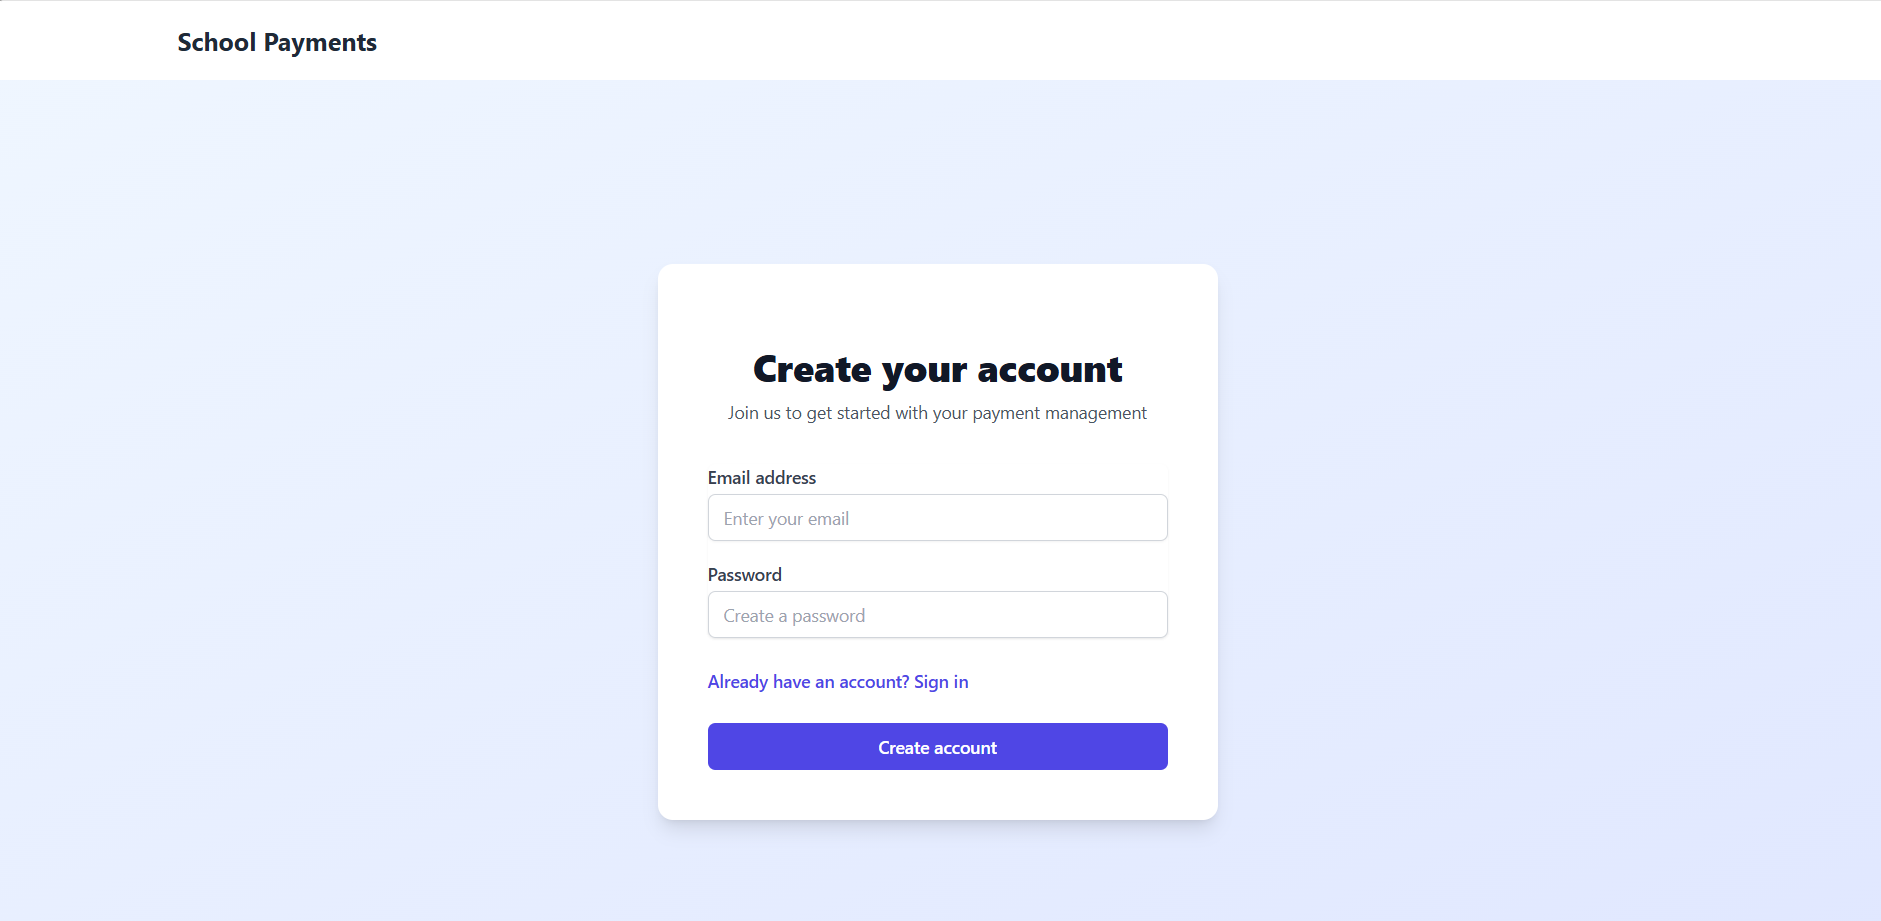 School Payments
Create your account
Join us to get started with your payment management
Email address
Enter your email
Password
Create a password
Already have an account? Sign in
Create account